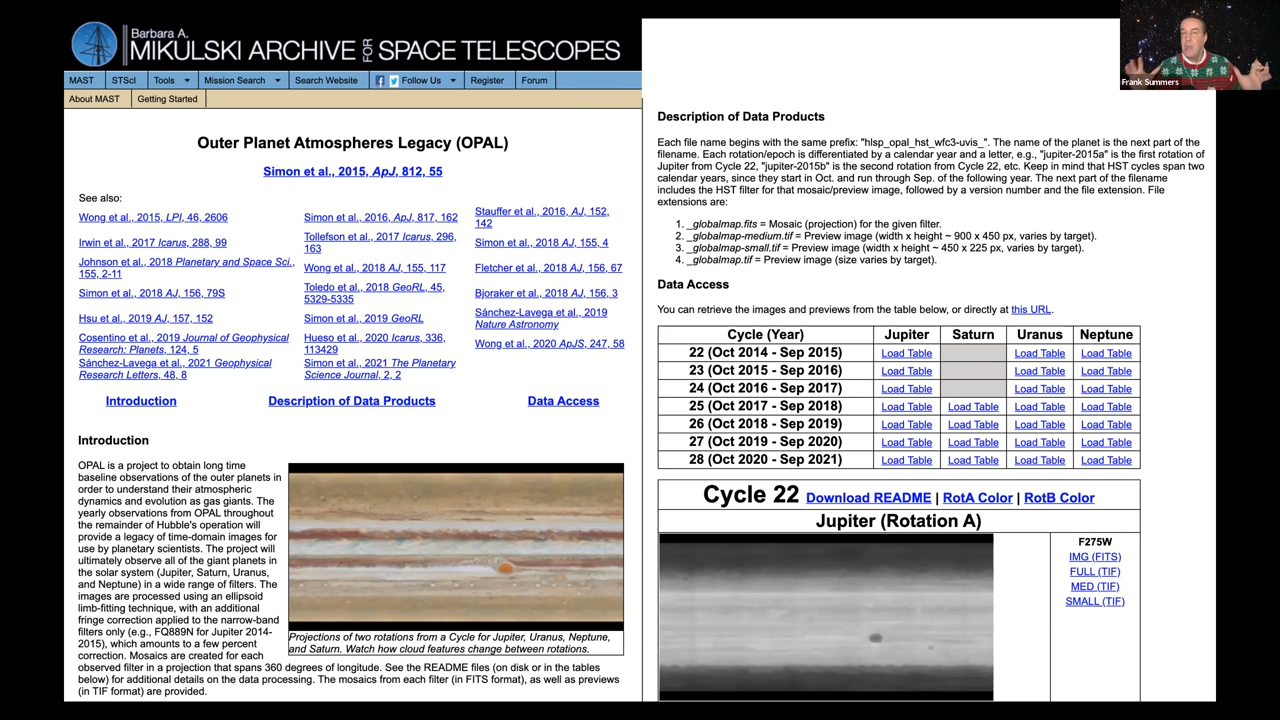 Barbara A.
MIKULSKI ARCHIVE FOR SPACE TELESCOPES
MAST STScI Tools Mission Search Search Website Follow Us Register Forum
About MAST Getting Started
Outer Planet Atmospheres Legacy (OPAL)
Simon et al., 2015, ApJ, 812, 55
See also:
Wong et al., 2015, LPI, 46, 2606
Irwin et al., 2017 Icarus, 288, 99
Johnson et al., 2018 Planetary and Space Sci.,
155, 2-11
Simon et al., 2018 AJ, 156, 79S
Hsu et al., 2019 AJ, 157, 152
Cosentino et al., 2019 Journal of Geophysical
Research: Planets, 124, 5
Sánchez-Lavega et al., 2021 Geophysical
Research Letters, 48, 8
Simon et al., 2016, ApJ, 817, 162
Tollefson et al., 2017 Icarus, 296,
163
Wong et al., 2018 AJ, 155, 117
Toledo et al., 2018 GeoRL, 45,
5329-5335
Simon et al., 2019 GeoRL
Hueso et al., 2020 Icarus, 336,
113429
Simon et al., 2021 The Planetary
Science Journal, 2, 2
Stauffer et al., 2016, AJ, 152,
142
Simon et al., 2018 AJ, 155, 4
Fletcher et al., 2018 AJ, 156, 67
Bjoraker et al., 2018 AJ, 156, 3
Sánchez-Lavega et al., 2019
Nature Astronomy
Wong et al., 2020 ApJS, 247, 58
Introduction Description of Data Products Data Access
Introduction
OPAL is a project to obtain long time
baseline observations of the outer planets in
order to understand their atmospheric
dynamics and evolution as gas giants. The
yearly observations from OPAL throughout
the remainder of Hubble's operation will
provide a legacy of time-domain images for
use by planetary scientists. The project will
ultimately observe all of the giant planets in
the solar system (Jupiter, Saturn, Uranus,
and Neptune) in a wide range of filters. The
images are processed using an ellipsoid
limb-fitting technique, with an additional
fringe correction applied to the narrow-band
filters only (e.g., FQ889N for Jupiter 2014-
2015), which amounts to a few percent
correction. Mosaics are created for each
observed filter in a projection that spans 360 degrees of longitude. See the README files (on disk or in the tables
below) for additional details on the data processing. The mosaics from each filter (in FITS format), as well as previews
(in TIF format) are provided.
Projections of two rotations from a Cycle for Jupiter, Uranus, Neptune,
and Saturn. Watch how cloud features change between rotations.
Description of Data Products
Each file name begins with the same prefix: "hlsp_opal_hst_wfc3-uvis_". The name of the planet is the next part of the
filename. Each rotation/epoch is differentiated by a calendar year and a letter, e.g., "jupiter-2015a" is the first rotation of
Jupiter from Cycle 22, "jupiter-2015b" is the second rotation from Cycle 22, etc. Keep in mind that HST cycles span two
calendar years, since they start in Oct. and run through Sep. of the following year. The next part of the filename
includes the HST filter for that mosaic/preview image, followed by a version number and the file extension. File
extensions are:
1. _globalmap.fits = Mosaic (projection) for the given filter.
2. _globalmap-medium.tif = Preview image (width x height ~ 900 x 450 px, varies by target).
3. _globalmap-small.tif = Preview image (width x height ~ 450 x 225 px, varies by target).
4. _globalmap.tif = Preview image (size varies by target).
Data Access
You can retrieve the images and previews from the table below, or directly at this URL.
Cycle (Year) Jupiter Saturn Uranus Neptune
22 (Oct 2014 - Sep 2015) Load Table Load Table Load Table
23 (Oct 2015 - Sep 2016) Load Table Load Table Load Table
24 (Oct 2016 - Sep 2017) Load Table Load Table Load Table
25 (Oct 2017 - Sep 2018) Load Table Load Table Load Table Load Table
26 (Oct 2018 - Sep 2019) Load Table Load Table Load Table Load Table
27 (Oct 2019 - Sep 2020) Load Table Load Table Load Table Load Table
28 (Oct 2020 - Sep 2021) Load Table Load Table Load Table Load Table
Cycle 22 Download README | RotA Color | RotB Color
Jupiter (Rotation A)
F275W
IMG (FITS)
FULL (TIF)
MED (TIF)
SMALL (TIF)
Frank Summers